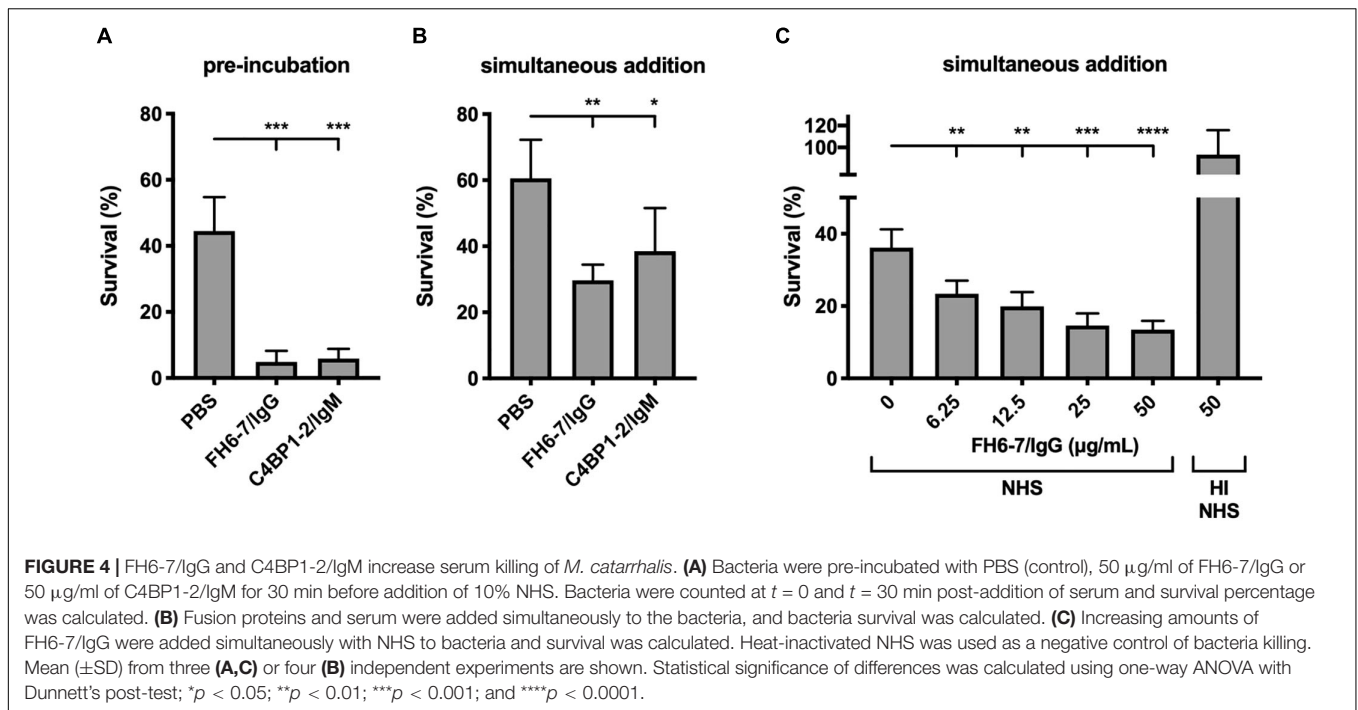 A
pre-incubation
***
***
80
60
40
20
0
Survival (%)
PBS
FH6-7/IgG
C4BP1-2/IgM
B
simultaneous addition
**
*
80
60
40
20
0
Survival (%)
PBS
FH6-7/IgG
C4BP1-2/IgM
C
simultaneous addition
** ** *** ****
120
100
40
20
0
Survival (%)
0 6.25 12.5 25 50 50
FH6-7/IgG (µg/mL)
NHS
HI
NHS
FIGURE 4 | FH6-7/IgG and C4BP1-2/IgM increase serum killing of M. catarrhalis. (A) Bacteria were pre-incubated with PBS (control), 50 µg/ml of FH6-7/IgG or
50 µg/ml of C4BP1-2/IgM for 30 min before addition of 10% NHS. Bacteria were counted at t = 0 and t = 30 min post-addition of serum and survival percentage
was calculated. (B) Fusion proteins and serum were added simultaneously to the bacteria, and bacteria survival was calculated. (C) Increasing amounts of
FH6-7/IgG were added simultaneously with NHS to bacteria and survival was calculated. Heat-inactivated NHS was used as a negative control of bacteria killing.
Mean (±SD) from three (A,C) or four (B) independent experiments are shown. Statistical significance of differences was calculated using one-way ANOVA with
Dunnett's post-test; *p < 0.05; **p < 0.01; ***p < 0.001; and ****p < 0.0001.